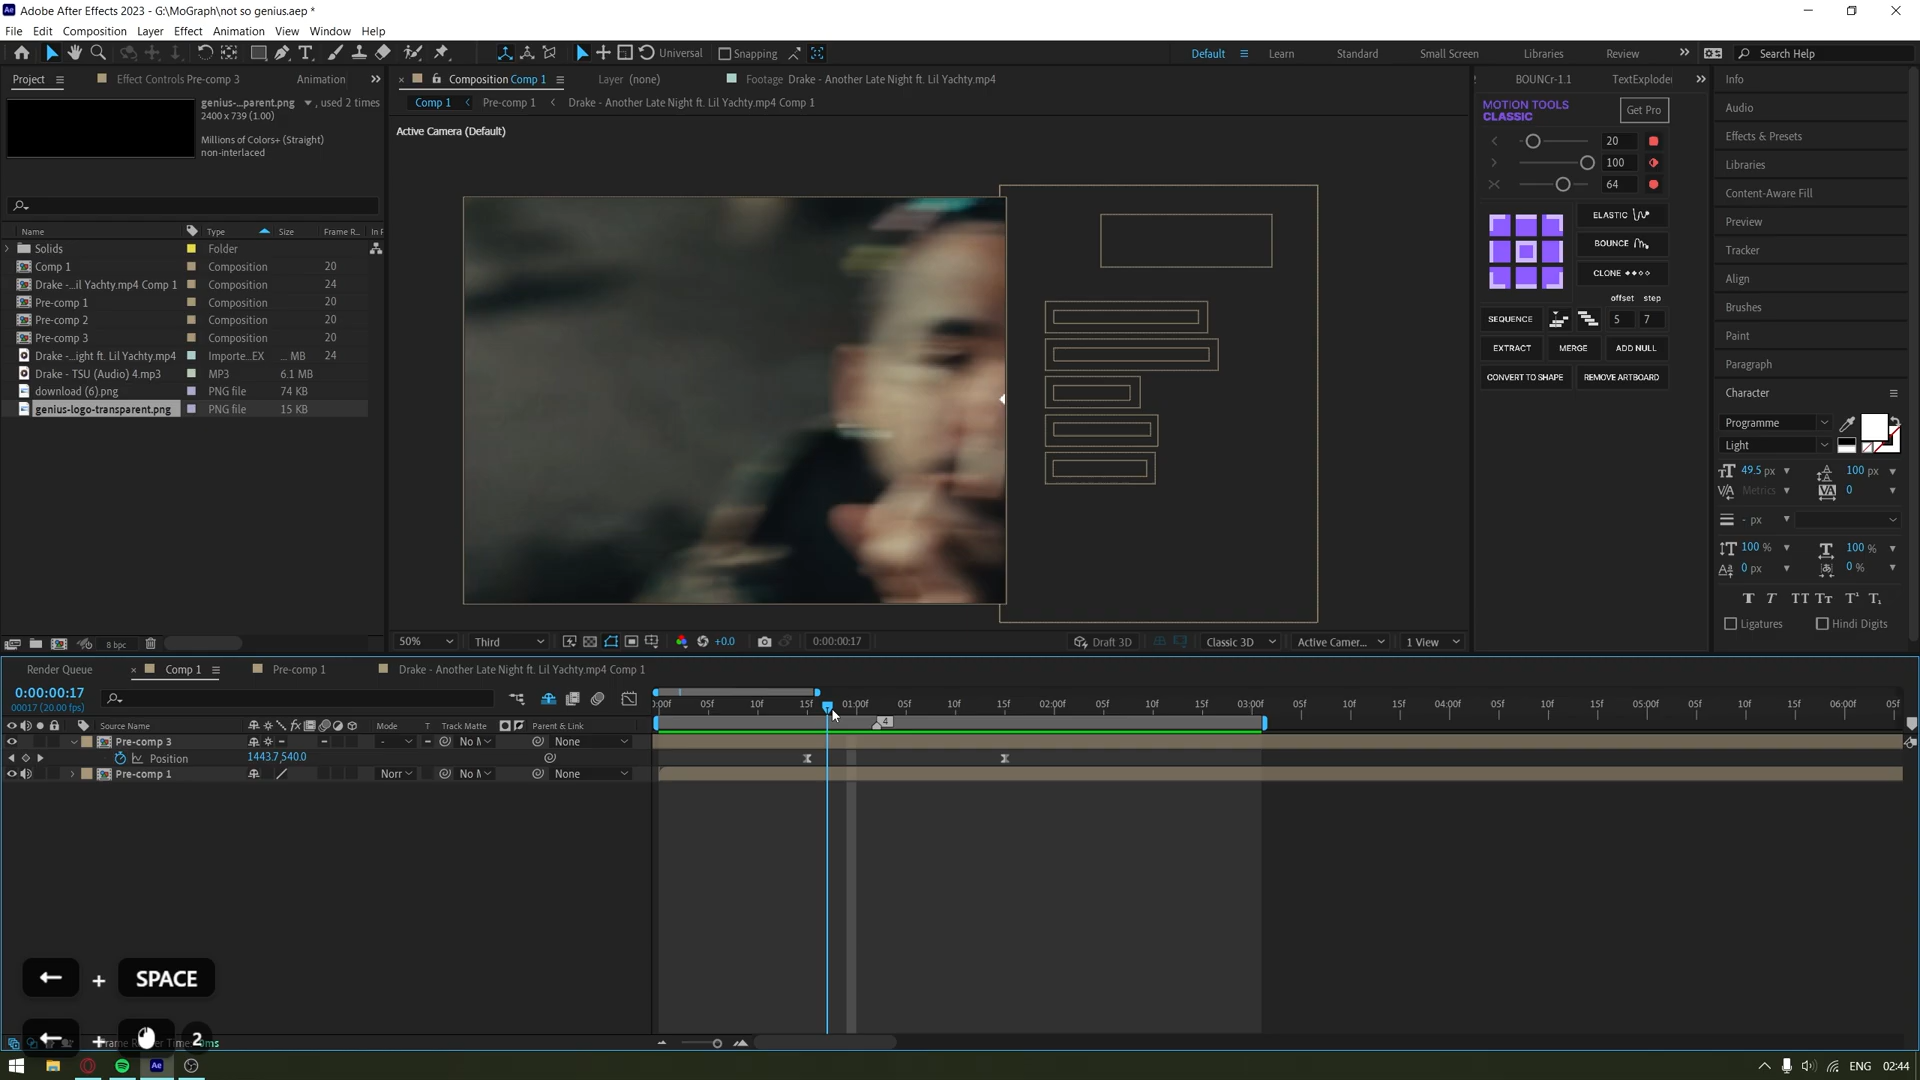 Adobe After Effects 2023 - G:\MoGraph\not so genius.aep *
File Edit Composition Layer Effect Animation View Window Help
Universal Snapping Default Learn Standard Small Screen Libraries Review Search Help
Project Effect Controls Pre-comp 3 Animation
genius-...parent.png , used 2 times
2400 x 739 (1.00)
Millions of Colors+ (Straight)
non-interlaced
Name Type Size Frame R...
Solids Folder
Comp 1 Composition 20
Drake -...il Yachty.mp4 Comp 1 Composition 24
Pre-comp 1 Composition 20
Pre-comp 2 Composition 20
Pre-comp 3 Composition 20
Drake -...ight ft. Lil Yachty.mp4 Importe...EX ... MB 24
Drake - TSU (Audio) 4.mp3 MP3 6.1 MB
download (6).png PNG file 74 KB
genius-logo-transparent.png PNG file 15 KB
8 bpc
Composition Comp 1 Layer (none) Footage Drake - Another Late Night ft. Lil Yachty.mp4
Comp 1 Pre-comp 1 Drake - Another Late Night ft. Lil Yachty.mp4 Comp 1
Active Camera (Default)
50% Third +0.0 0:00:00:17 Draft 3D Classic 3D Active Camer... 1 View
BOUNCr-1.1 TextExploder
MOTION TOOLS
CLASSIC
Get Pro
20
100
64
ELASTIC
BOUNCE
CLONE
offset step
SEQUENCE 5 7
EXTRACT MERGE ADD NULL
CONVERT TO SHAPE REMOVE ARTBOARD
Info
Audio
Effects & Presets
Libraries
Content-Aware Fill
Preview
Tracker
Align
Brushes
Paint
Paragraph
Character
Programme
Light
49.5 px 100 px
Metrics 0
- px
100 % 100 %
0 px 0 %
Ligatures Hindi Digits
Render Queue Comp 1 Pre-comp 1 Drake - Another Late Night ft. Lil Yachty.mp4 Comp 1
0:00:00:17
00017 (20.00 fps)
05f 10f 15f 01:00f 05f 10f 15f 02:00f 05f 10f 15f 03:00f 05f 10f 15f 04:00f 05f 10f 15f 05:00f 05f 10f 15f 06:00f 05f
4
Source Name Mode T Track Matte Parent & Link
Pre-comp 3 - None
Position 1443.7,540.0
Pre-comp 1 None
← + SPACE
← + 2
ENG 02:44